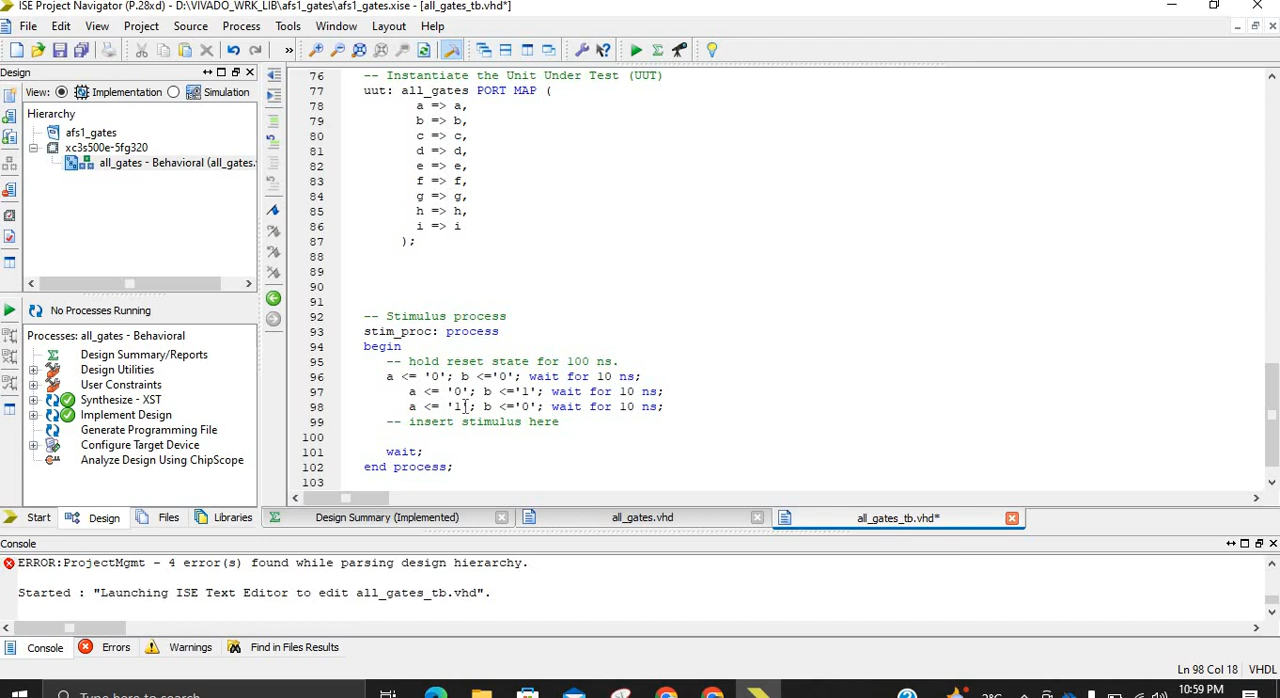 ISE Project Navigator (P.28xd) - D:\VIVADO_WRK_LIB\afs1_gates\afs1_gates.xise - [all_gates_tb.vhd*]
File Edit View Project Source Process Tools Window Layout Help
Design
View: Implementation Simulation
Hierarchy
afs1_gates
xc3s500e-5fg320
all_gates - Behavioral (all_gates.
No Processes Running
Processes: all_gates - Behavioral
Design Summary/Reports
Design Utilities
User Constraints
Synthesize - XST
Implement Design
Generate Programming File
Configure Target Device
Analyze Design Using ChipScope
Start Design Files Libraries
76 -- Instantiate the Unit Under Test (UUT)
77 uut: all_gates PORT MAP (
78 a => a,
79 b => b,
80 c => c,
81 d => d,
82 e => e,
83 f => f,
84 g => g,
85 h => h,
86 i => i
87 );
88
89
90
91
92 -- Stimulus process
93 stim_proc: process
94 begin
95 -- hold reset state for 100 ns.
96 a <= '0'; b <='0'; wait for 10 ns;
97 a <= '0'; b <='1'; wait for 10 ns;
98 a <= '1'; b <='0'; wait for 10 ns;
99 -- insert stimulus here
100
101 wait;
102 end process;
103
Design Summary (Implemented) all_gates.vhd all_gates_tb.vhd*
Console
ERROR:ProjectMgmt - 4 error(s) found while parsing design hierarchy.
Started : "Launching ISE Text Editor to edit all_gates_tb.vhd".
Console Errors Warnings Find in Files Results
Ln 98 Col 18 VHDL
Type here to search
10:59 PM